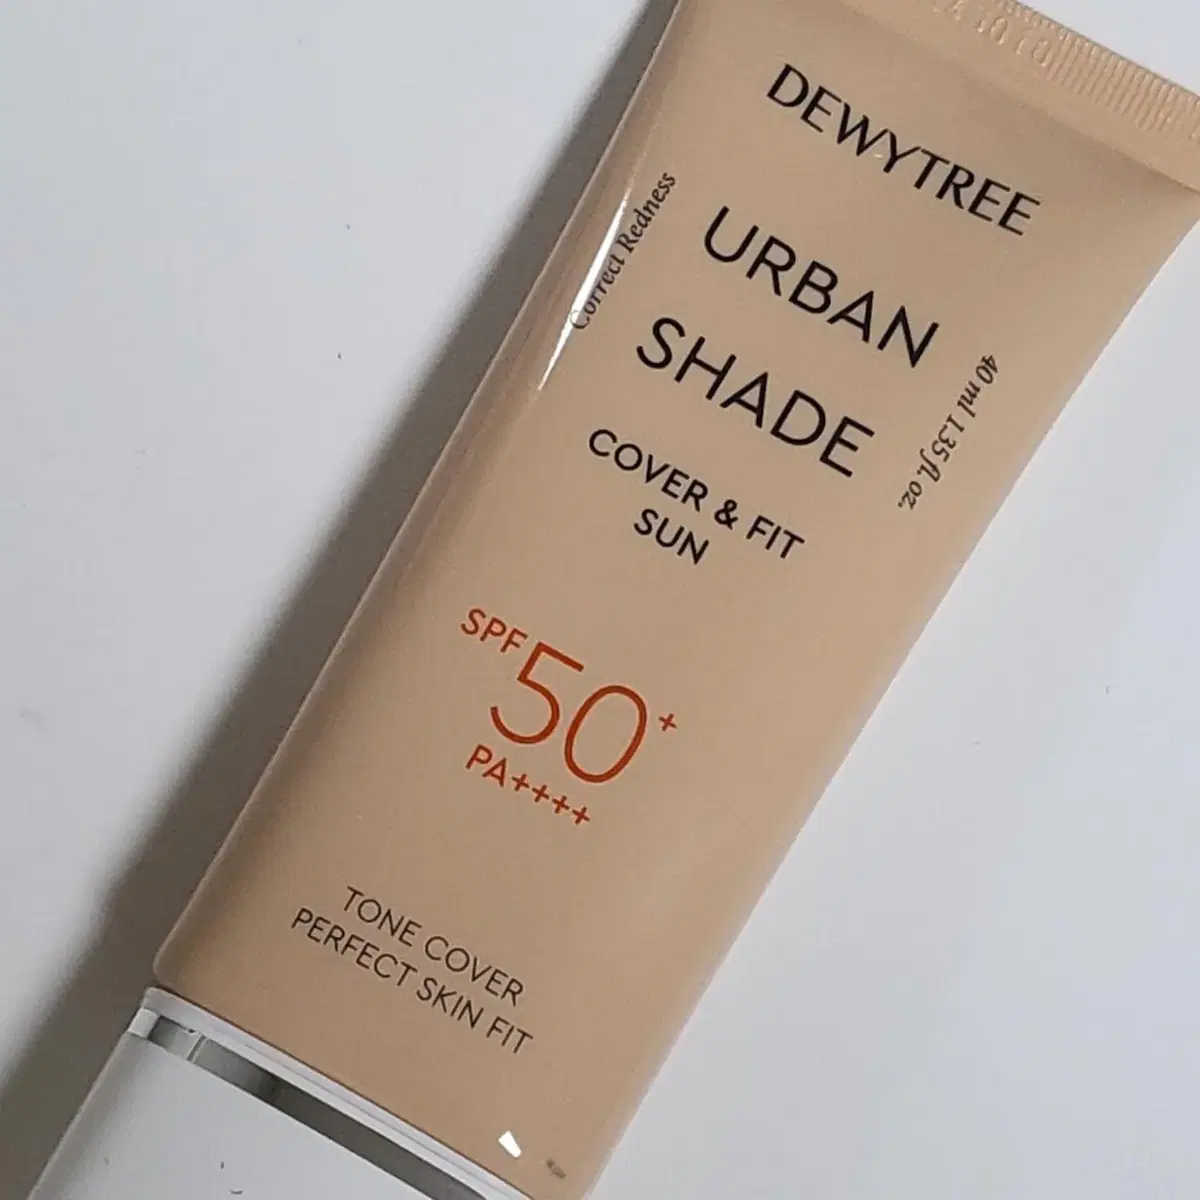 DEWYTREE
Correct Redness
URBAN
SHADE
40 ml 1.35 fl. oz.
COVER & FIT
SUN
SPF 50+
PA++++
TONE COVER
PERFECT SKIN FIT